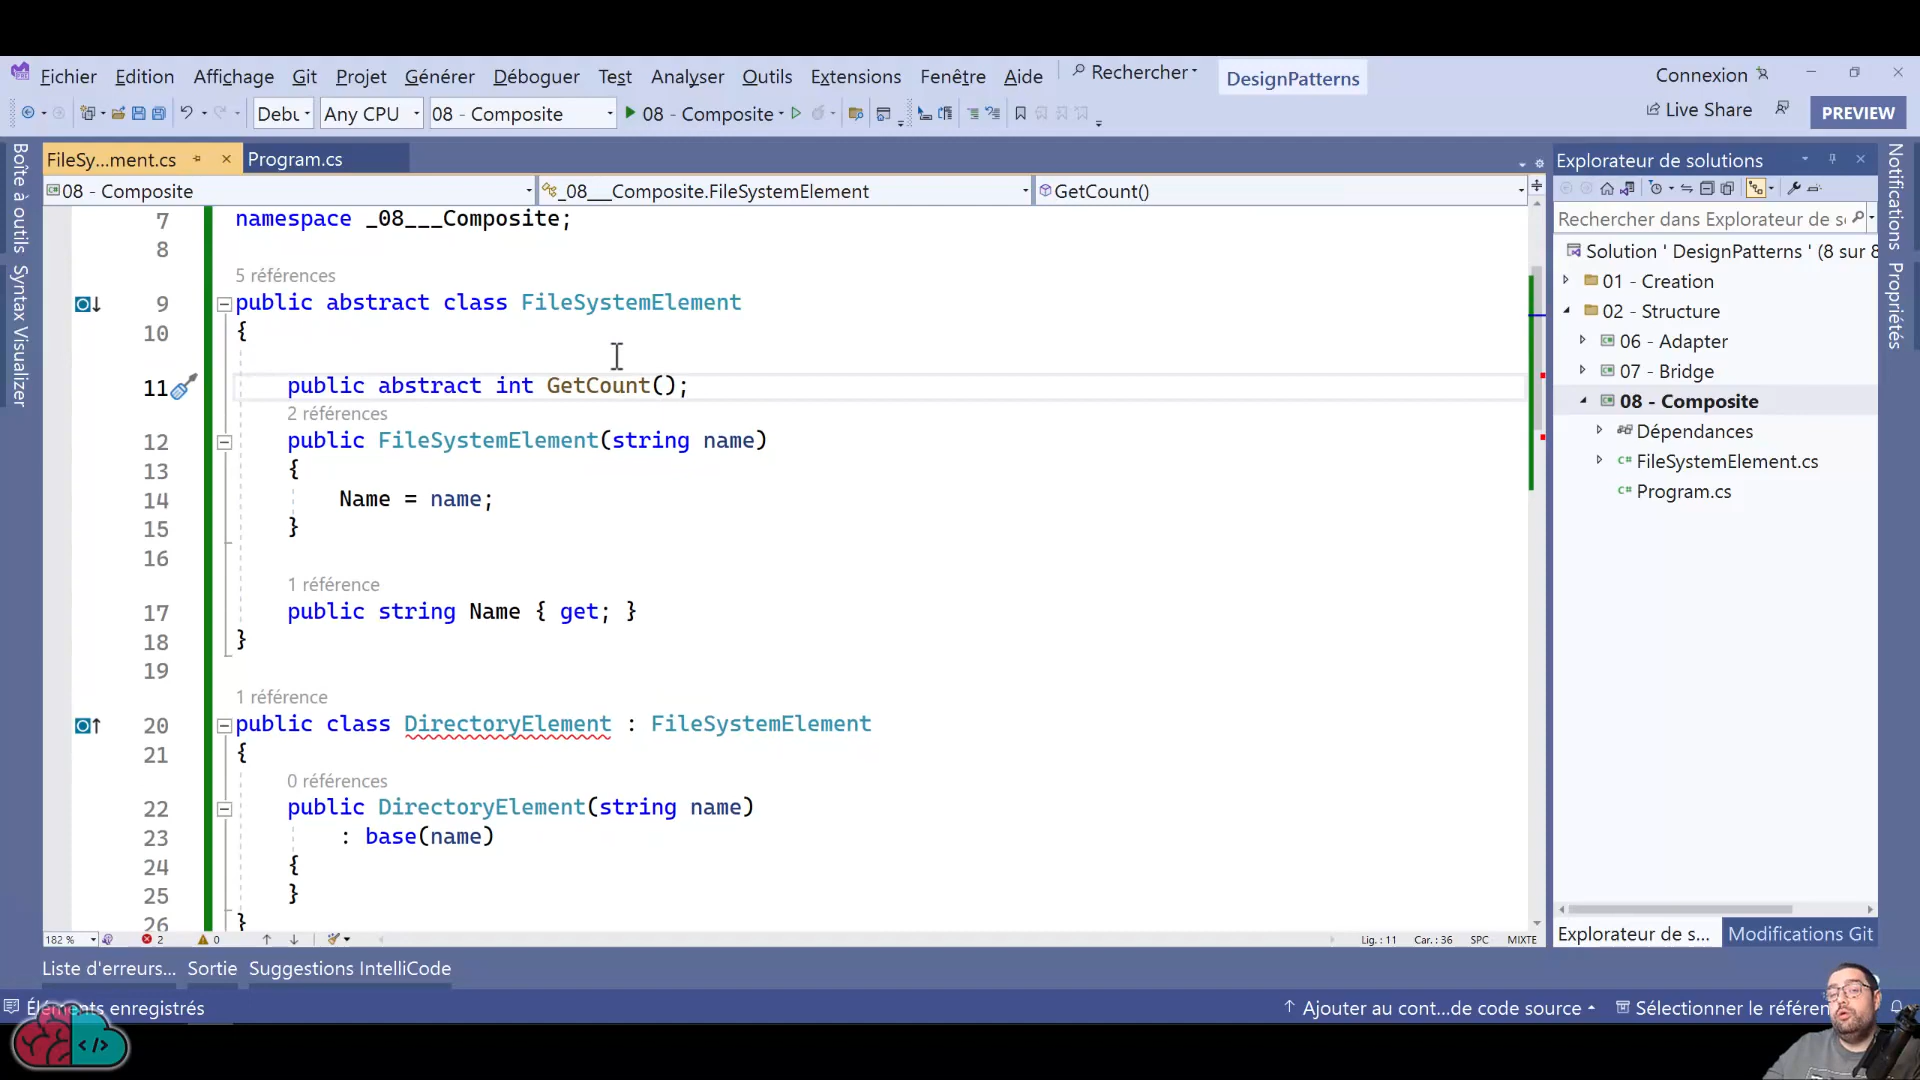 Fichier Edition Affichage Git Projet Générer Déboguer Test Analyser Outils Extensions Fenêtre Aide Rechercher DesignPatterns Connexion
Debu Any CPU 08 - Composite 08 - Composite Live Share PREVIEW
FileSy...ment.cs Program.cs
08 - Composite _08___Composite.FileSystemElement GetCount()
7 namespace _08___Composite;
8
5 références
9 public abstract class FileSystemElement
10 {
11 public abstract int GetCount();
2 références
12 public FileSystemElement(string name)
13 {
14 Name = name;
15 }
16
1 référence
17 public string Name { get; }
18 }
19
1 référence
20 public class DirectoryElement : FileSystemElement
21 {
0 références
22 public DirectoryElement(string name)
23 : base(name)
24 {
25 }
26 }
182 % 2 0 Lig. : 11 Car. : 36 SPC MIXTE
Boîte à outils
Syntax Visualizer
Explorateur de solutions
Rechercher dans Explorateur de so
Solution ' DesignPatterns ' (8 sur 8
01 - Creation
02 - Structure
06 - Adapter
07 - Bridge
08 - Composite
Dépendances
C# FileSystemElement.cs
C# Program.cs
Explorateur de s... Modifications Git
Notifications
Propriétés
Liste d'erreurs... Sortie Suggestions IntelliCode
Éléments enregistrés Ajouter au cont...de code source Sélectionner le référen
</>